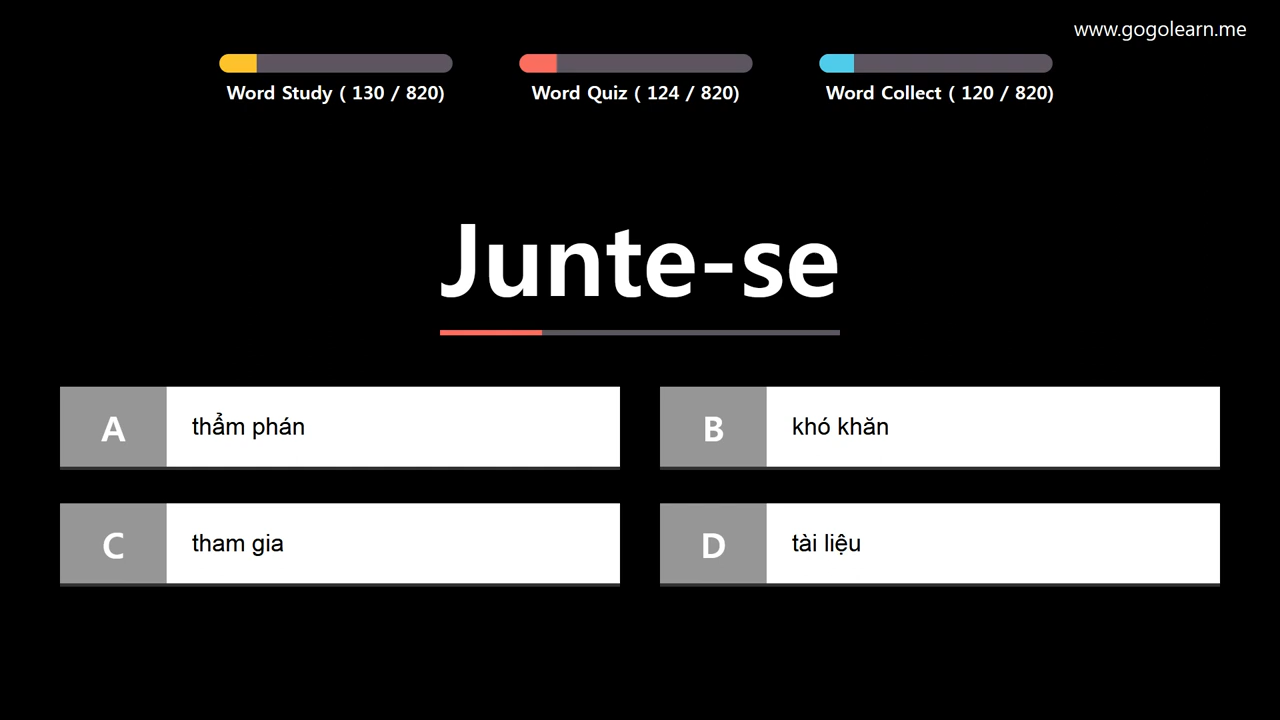 www.gogolearn.me
Word Study ( 130 / 820)
Word Quiz ( 124 / 820)
Word Collect ( 120 / 820)
Junte-se
A
thẩm phán
B
khó khăn
C
tham gia
D
tài liệu